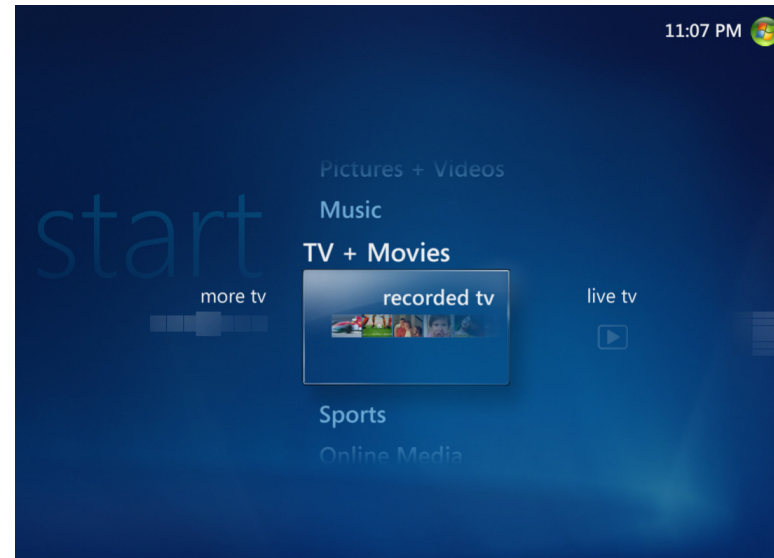 11:07 PM
Pictures + Videos
start
Music
TV + Movies
more tv
recorded tv
live tv
Sports
Online Media